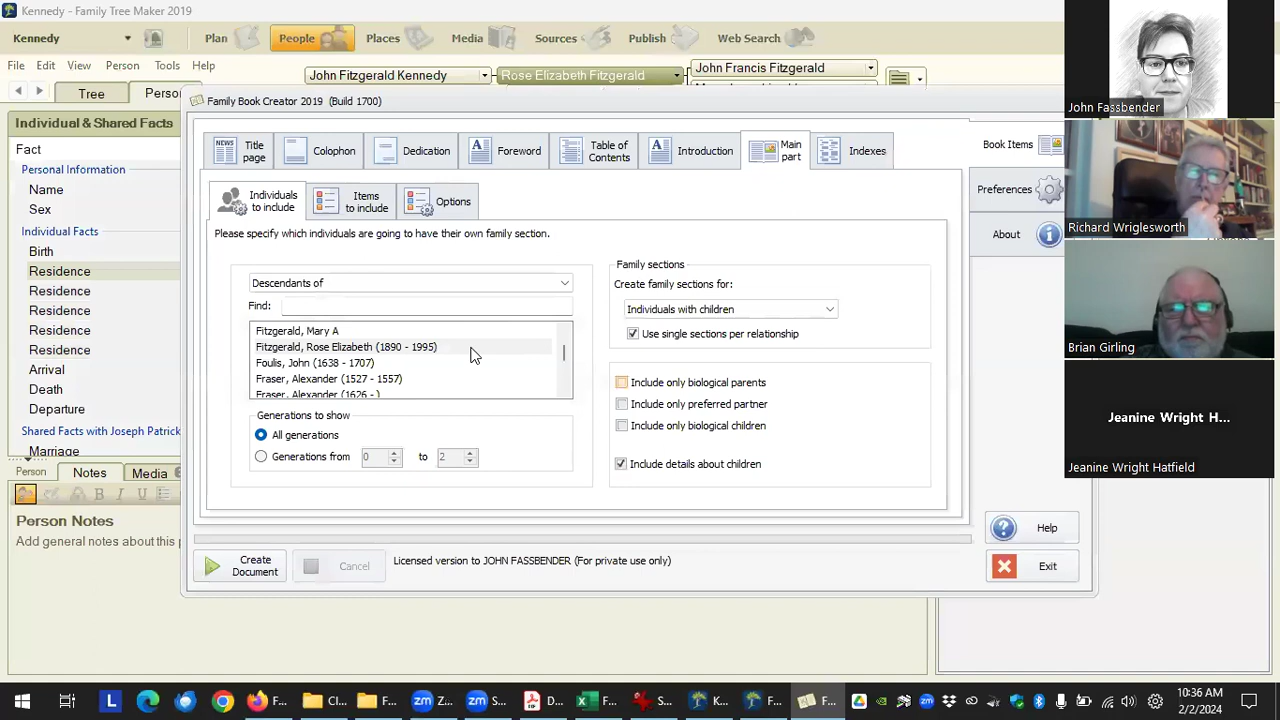 Kennedy - Family Tree Maker 2019
Kennedy
Plan
People
Places
Media
Sources
Publish
Web Search
File Edit View Person Tools Help
John Fitzgerald Kennedy
Rose Elizabeth Fitzgerald
John Francis Fitzgerald
Tree
Perso
Individual & Shared Facts
Fact
Personal Information
Name
Sex
Individual Facts
Birth
Residence
Residence
Residence
Residence
Residence
Arrival
Death
Departure
Shared Facts with Joseph Patrick
Marriage
Person Notes Media
B I U
Person Notes
Add general notes about this p
Family Book Creator 2019 (Build 1700)
NEWS
Title page
Colophon
Dedication
Foreword
Table of Contents
Introduction
Main part
Indexes
Book Items
Preferences
About
Individuals to include
Items to include
Options
Please specify which individuals are going to have their own family section.
Descendants of
Find:
Fitzgerald, Mary A
Fitzgerald, Rose Elizabeth (1890 - 1995)
Foulis, John (1638 - 1707)
Fraser, Alexander (1527 - 1557)
Fraser, Alexander (1626 - )
Generations to show
All generations
Generations from 0 to 2
Family sections
Create family sections for:
Individuals with children
Use single sections per relationship
Include only biological parents
Include only preferred partner
Include only biological children
Include details about children
Help
Create Document
Cancel
Licensed version to JOHN FASSBENDER (For private use only)
Exit
John Fassbender
Richard Wriglesworth
Brian Girling
Jeanine Wright H...
Jeanine Wright Hatfield
L
F...
Cl...
F...
zm Z...
zm S...
D...
F...
S...
K...
F...
F...
10:36 AM
2/2/2024